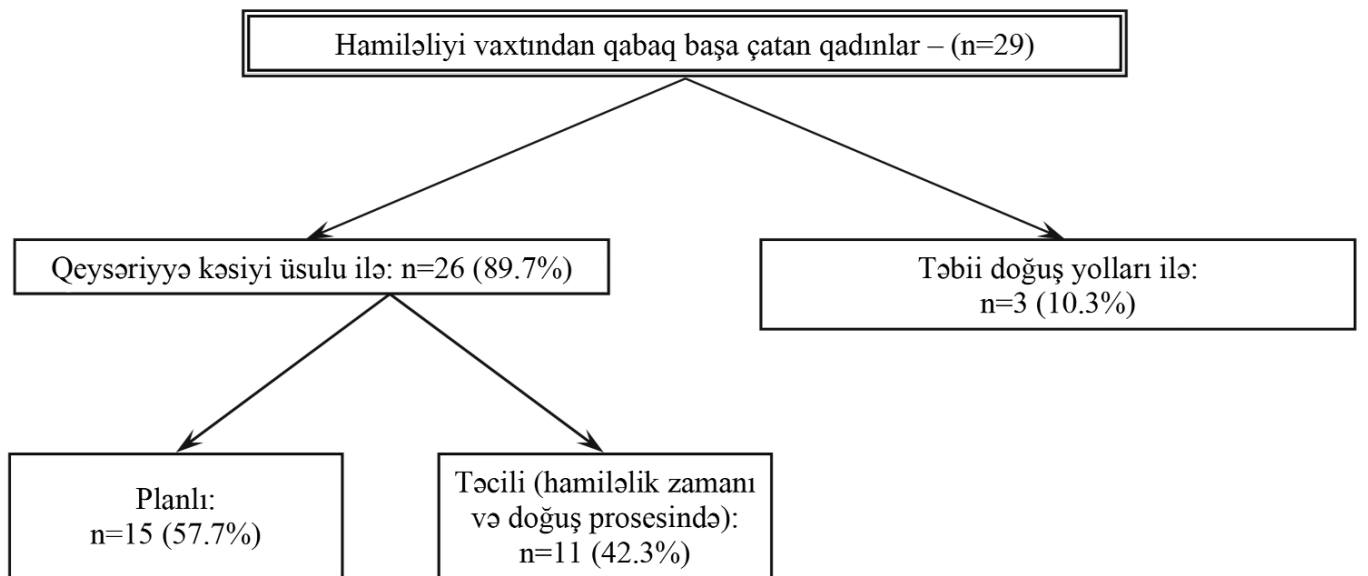 Hamiləliyi vaxtından qabaq başa çatan qadınlar – (n=29)
Qeysəriyyə kəsiyi üsulu ilə: n=26 (89.7%)
Təbii doğuş yolları ilə:
n=3 (10.3%)
Planlı:
n=15 (57.7%)
Təcili (hamiləlik zamanı
və doğuş prosesində):
n=11 (42.3%)